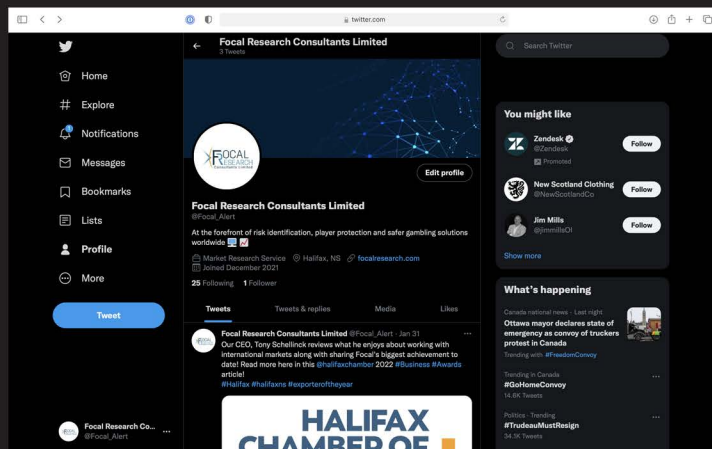 twitter.com
Home
Explore
Notifications
Messages
Bookmarks
Lists
Profile
More
Tweet
Focal Research Co...
@Focal_Alert
Focal Research Consultants Limited
3 Tweets
FOCAL
RESEARCH
Consultants Limited
Edit profile
Focal Research Consultants Limited
@Focal_Alert
At the forefront of risk identification, player protection and safer gambling solutions
worldwide
Market Research Service Halifax, NS focalresearch.com
Joined December 2021
25 Following 1 Follower
Tweets Tweets & replies Media Likes
Focal Research Consultants Limited @Focal_Alert · Jan 31
Our CEO, Tony Schellinck reviews what he enjoys about working with
international markets along with sharing Focal's biggest achievement to
date! Read more here in this @halifaxchamber 2022 #Business #Awards
article!
#Halifax #halifaxns #exporteroftheyear
HALIFAX
CHAMBER OF
Search Twitter
You might like
Zendesk
@Zendesk
Promoted
Follow
New Scotland Clothing
@NewScotlandCo
Follow
Jim Mills
@jimmillsOI
Follow
Show more
What's happening
Canada national news · Last night
Ottawa mayor declares state of
emergency as convoy of truckers
protest in Canada
Trending with #FreedomConvoy
Trending in Canada
#GoHomeConvoy
14.8K Tweets
Politics · Trending
#TrudeauMustResign
34.1K Tweets